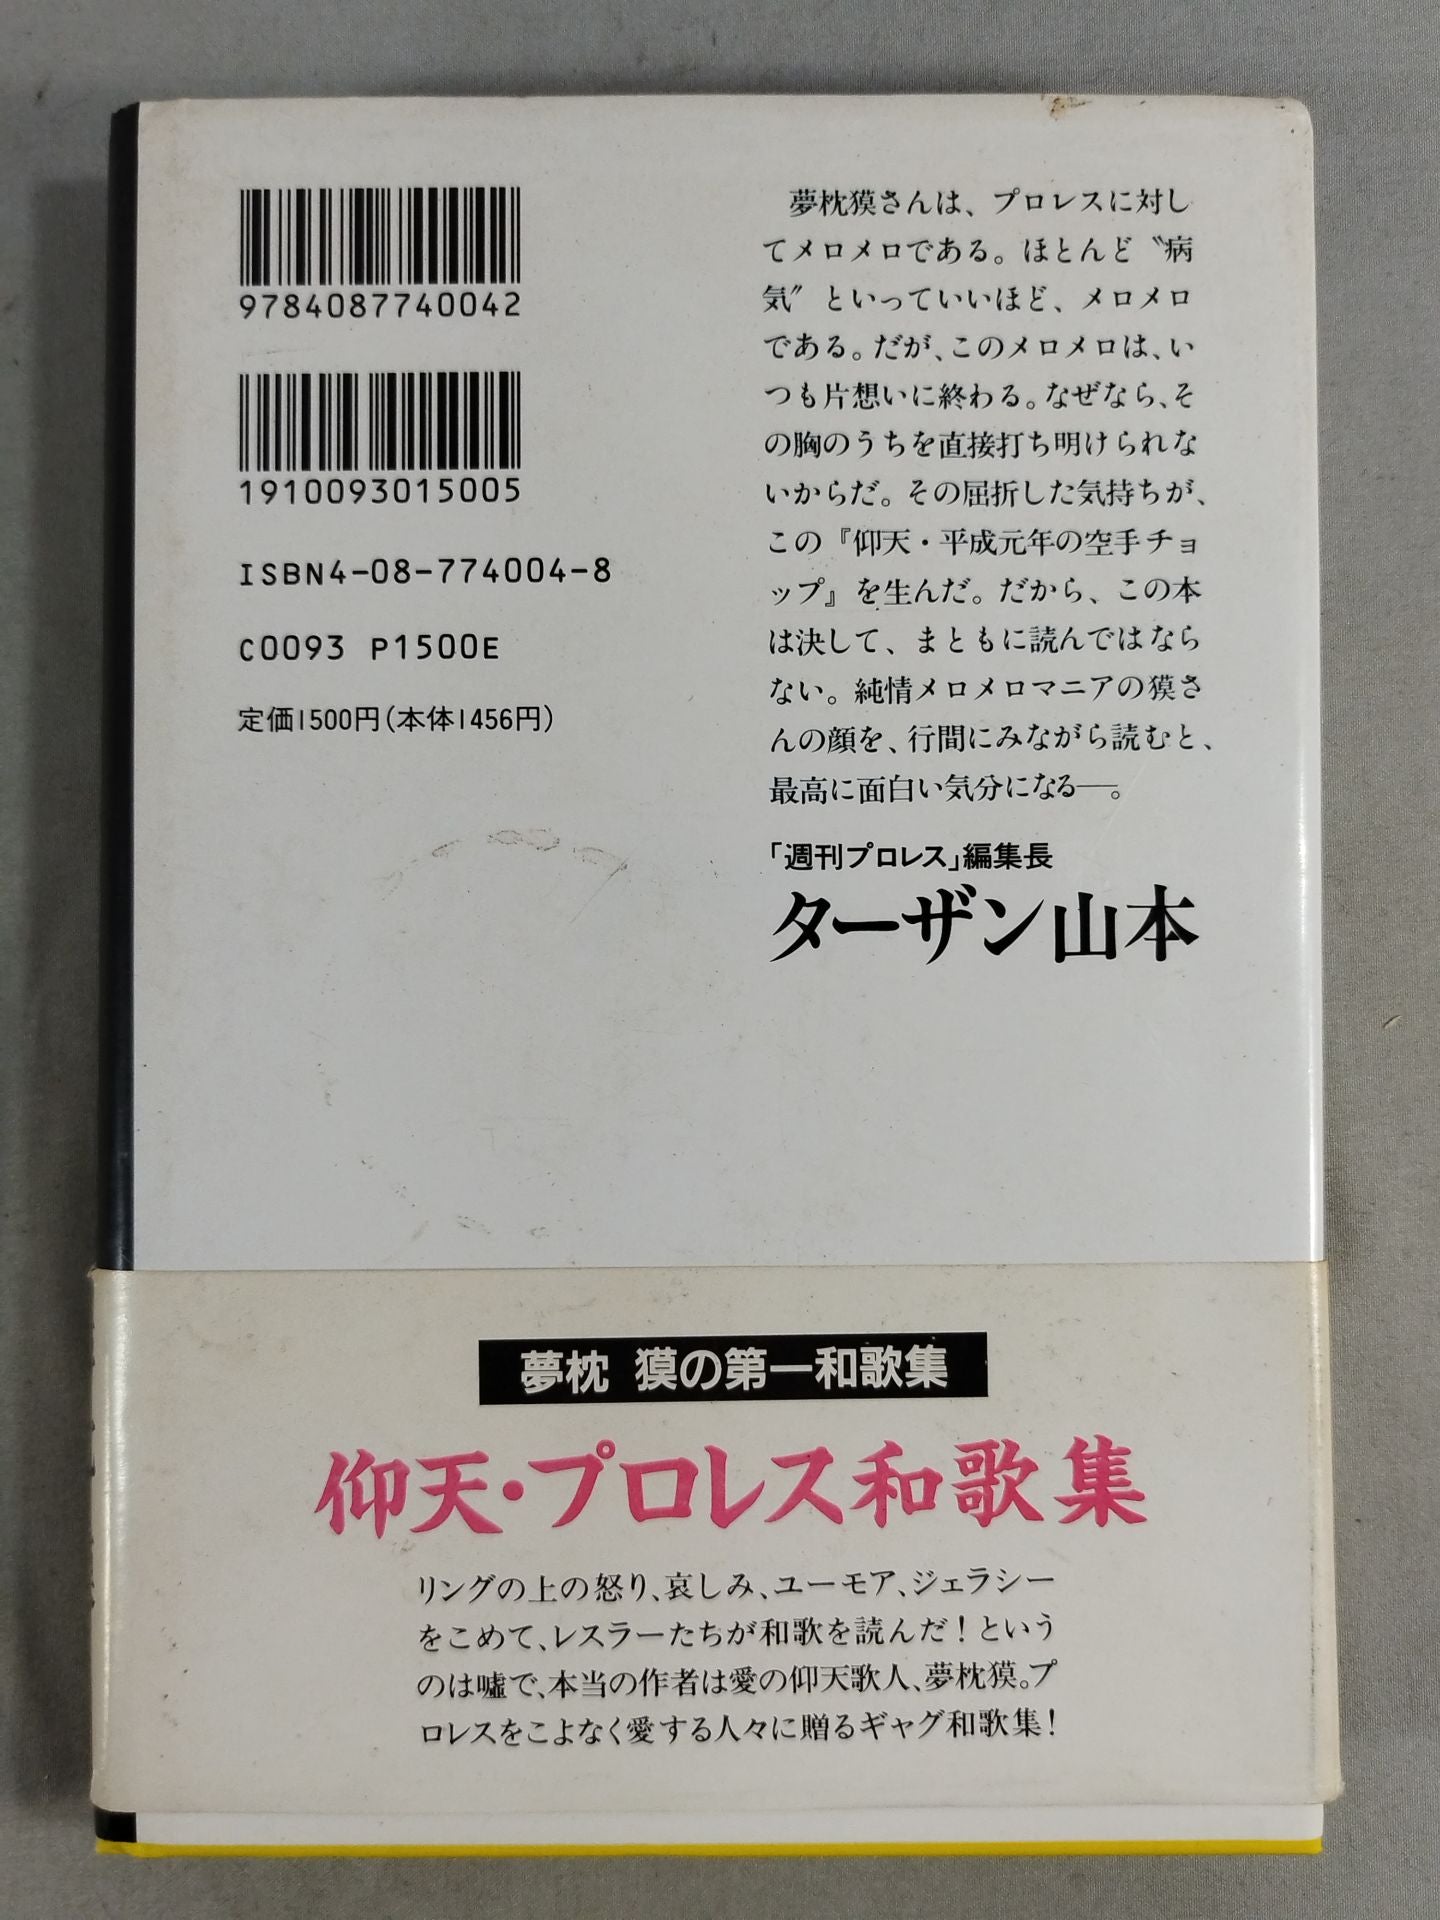 9784087740042
1910093015005
ISBN4-08-774004-8
C0093 P1500E
定価1500円(本体1456円)
夢枕獏さんは、プロレスに対し
てメロメロである。ほとんど〝病
気〟といっていいほど、メロメロ
である。だが、このメロメロは、い
つも片想いに終わる。なぜなら、そ
の胸のうちを直接打ち明けられな
いからだ。その屈折した気持ちが、
この『仰天・平成元年の空手チョ
ップ』を生んだ。だから、この本
は決して、まともに読んではなら
ない。純情メロメロマニアの獏さ
んの顔を、行間にみながら読むと、
最高に面白い気分になる―。
「週刊プロレス」編集長
ターザン山本
夢枕 獏の第一和歌集
仰天・プロレス和歌集
リングの上の怒り、哀しみ、ユーモア、ジェラシー
をこめて、レスラーたちが和歌を読んだ!という
のは嘘で、本当の作者は愛の仰天歌人、夢枕獏。プ
ロレスをこよなく愛する人々に贈るギャグ和歌集!